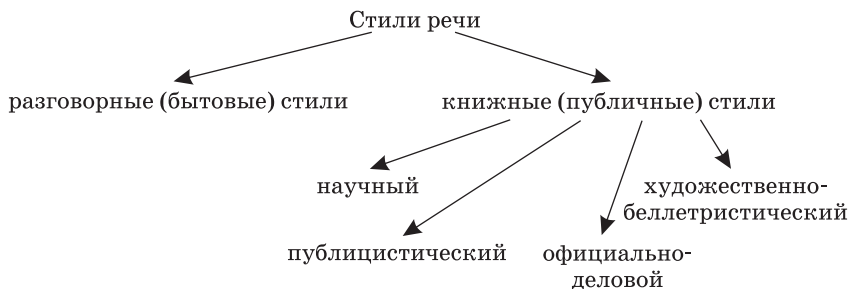 Стили речи
разговорные (бытовые) стили
книжные (публичные) стили
научный
художественно-
беллетристический
публицистический
официально-
деловой